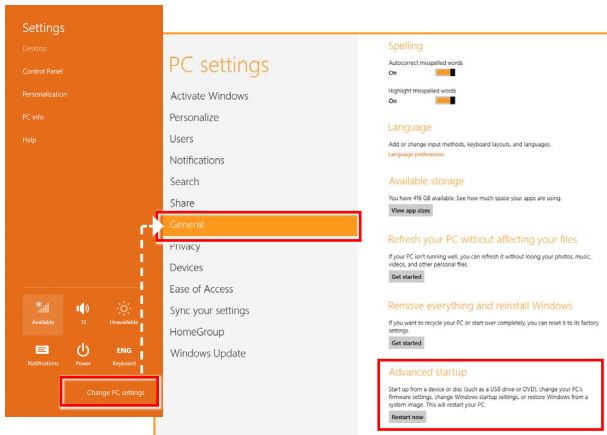 Settings
Desktop
Control Panel
Personalization
PC info
Help
Available
53
Unavailable
Notifications
Power
ENG
Keyboard
Change PC settings
PC settings
Activate Windows
Personalize
Users
Notifications
Search
Share
General
Privacy
Devices
Ease of Access
Sync your settings
HomeGroup
Windows Update
Spelling
Autocorrect misspelled words
On
Highlight misspelled words
On
Language
Add or change input methods, keyboard layouts, and languages.
Language preferences
Available storage
You have 416 GB available. See how much space your apps are using.
View app sizes
Refresh your PC without affecting your files
If your PC isn't running well, you can refresh it without losing your photos, music,
videos, and other personal files.
Get started
Remove everything and reinstall Windows
If you want to recycle your PC or start over completely, you can reset it to its factory
settings.
Get started
Advanced startup
Start up from a device or disc (such as a USB drive or DVD), change your PC's
firmware settings, change Windows startup settings, or restore Windows from a
system image. This will restart your PC.
Restart now